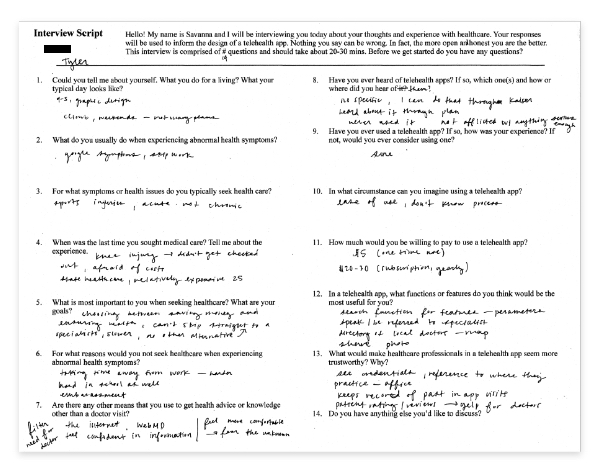 Interview Script
Hello! My name is Savanna and I will be interviewing you today about your thoughts and experience with healthcare. Your responses
will be used to inform the design of a telehealth app. Nothing you say can be wrong. In fact, the more open and honest you are the better.
This interview is comprised of # questions and should take about 20-30 mins. Before we get started do you have any questions?
Tyler
1. Could you tell me about yourself. What you do for a living? What your
typical day looks like?
9-5, graphic design
climb, weekends – not many plans
2. What do you usually do when experiencing abnormal health symptoms?
google symptoms, skip work
3. For what symptoms or health issues do you typically seek health care?
sports injuries, acute not chronic
4. When was the last time you sought medical care? Tell me about the
experience. knee injury → didn't get checked
out, afraid of costs
state healthcare, relatively expensive 25
5. What is most important to you when seeking healthcare? What are your
goals? choosing between saving money and
ensuring health, can't skip straight to a
specialist, slower, no other alternative
6. For what reasons would you not seek healthcare when experiencing
abnormal health symptoms?
taking time away from work – harder
hard in school as well
embarassment
7. Are there any other means that you use to get health advice or knowledge
other than a doctor visit?
filter need for doctor
the internet, WebMD
feel confident in information
feel more comfortable
→ fear the unknown
8. Have you ever heard of telehealth apps? If so, which one(s) and how or
where did you hear of them!
no specific, I can do that through Kaiser
heard about it through plan
never used it not afflicted w/ anything serious enough
9. Have you ever used a telehealth app? If so, how was your experience? If
not, would you ever consider using one?
10. In what circumstance can you imagine using a telehealth app?
ease of use, don't know process
11. How much would you be willing to pay to use a telehealth app?
$5 (one time use)
$20-30 (subscription, yearly)
12. In a telehealth app, what functions or features do you think would be the
most useful for you?
search function for features – parameters
speak / be referred to specialist
directory of local doctors – map
share photo
13. What would make healthcare professionals in a telehealth app seem more
trustworthy? Why?
see credentials, reference to where they
practice – office
keeps record of past in app visits
patient rating / reviews → yelp for doctors
14. Do you have anything else you'd like to discuss?